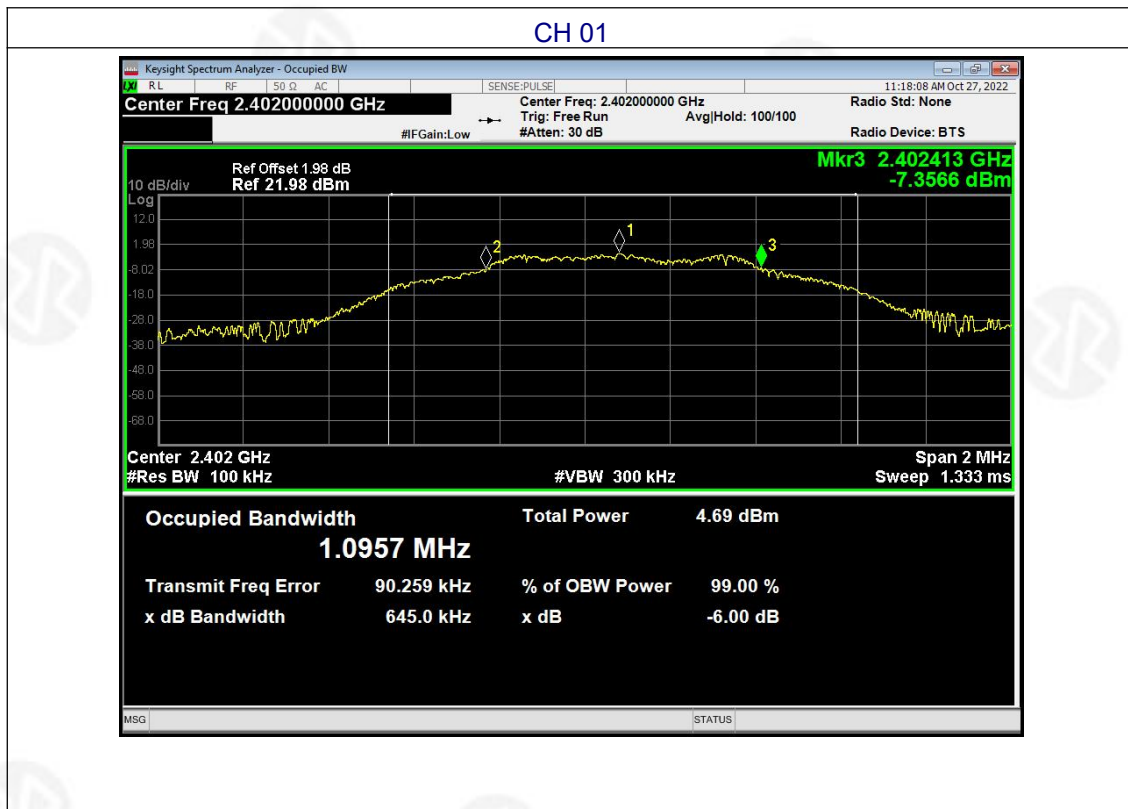 CH 01
Keysight Spectrum Analyzer - Occupied BW
LXI RL RF 50 Ω AC SENSE:PULSE 11:18:08 AM Oct 27, 2022
Center Freq 2.402000000 GHz Center Freq: 2.402000000 GHz Radio Std: None
Trig: Free Run Avg|Hold: 100/100
#IFGain:Low #Atten: 30 dB Radio Device: BTS
Mkr3 2.402413 GHz
-7.3566 dBm
Ref Offset 1.98 dB
10 dB/div Ref 21.98 dBm
Log
12.0
1.98
-8.02
-18.0
-28.0
-38.0
-48.0
-58.0
-68.0
1
2
3
Center 2.402 GHz Span 2 MHz
#Res BW 100 kHz #VBW 300 kHz Sweep 1.333 ms
Occupied Bandwidth Total Power 4.69 dBm
1.0957 MHz
Transmit Freq Error 90.259 kHz % of OBW Power 99.00 %
x dB Bandwidth 645.0 kHz x dB -6.00 dB
MSG STATUS